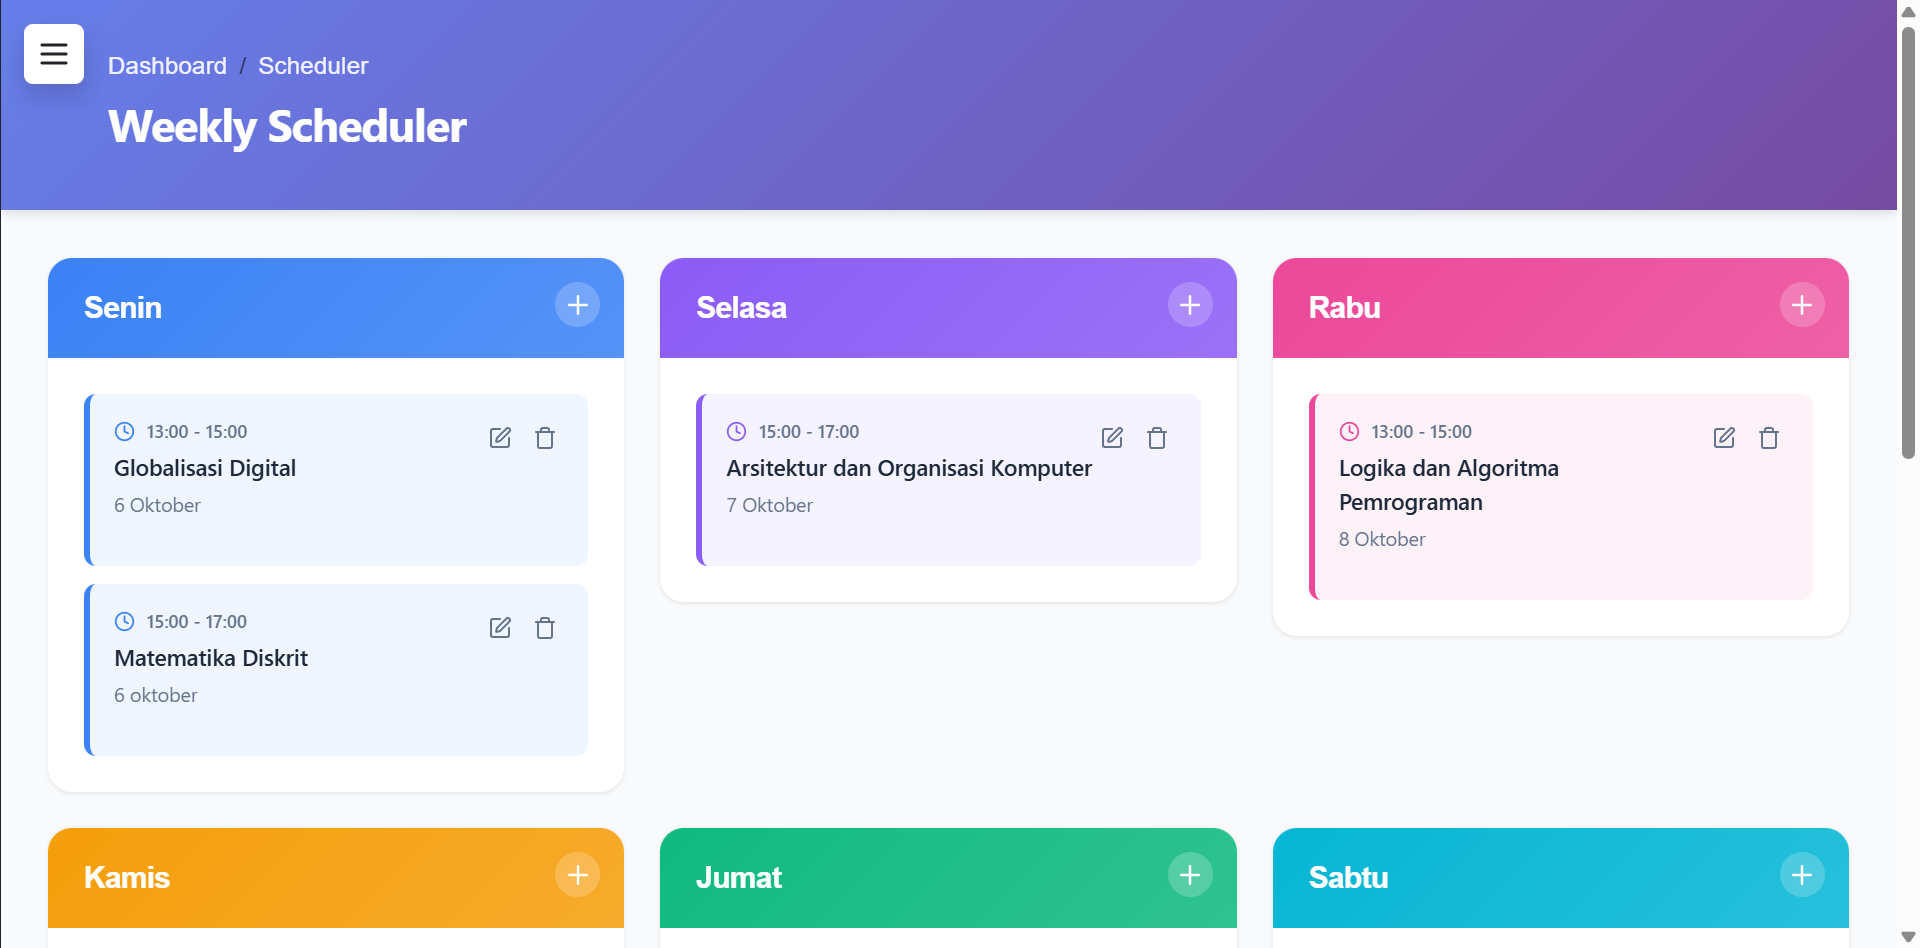 Dashboard / Scheduler
Weekly Scheduler
Senin
13:00 - 15:00
Globalisasi Digital
6 Oktober
15:00 - 17:00
Matematika Diskrit
6 oktober
Selasa
15:00 - 17:00
Arsitektur dan Organisasi Komputer
7 Oktober
Rabu
13:00 - 15:00
Logika dan Algoritma
Pemrograman
8 Oktober
Kamis
Jumat
Sabtu